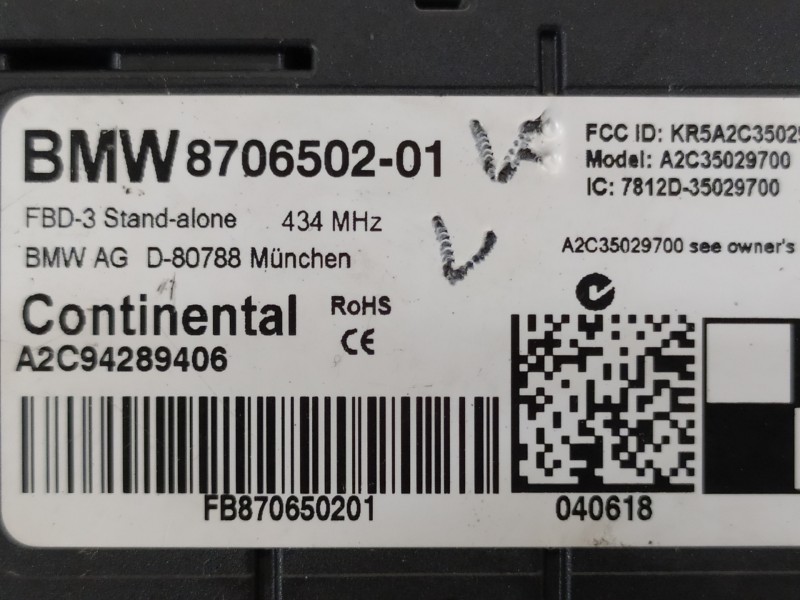 BMW 8706502-01
FBD-3 Stand-alone 434 MHz
BMW AG D-80788 München
Continental
A2C94289406
RoHS
CE
FB870650201
FCC ID: KR5A2C35029
Model: A2C35029700
IC: 7812D-35029700
A2C35029700 see owner's
040618